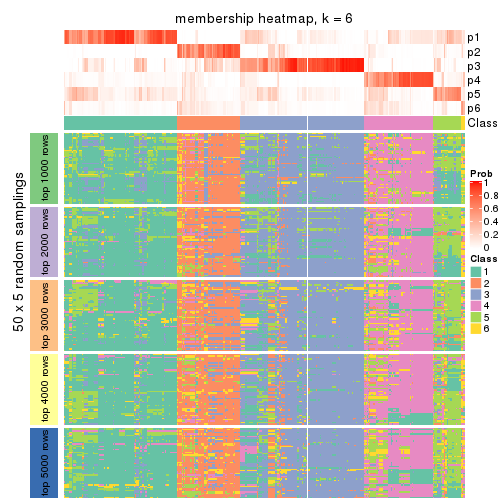 membership heatmap, k = 6
p1
p2
p3
p4
p5
p6
Class
50 x 5 random samplings
top 1000 rows
top 2000 rows
top 3000 rows
top 4000 rows
top 5000 rows
Prob
1
0.8
0.6
0.4
0.2
0
Class
1
2
3
4
5
6